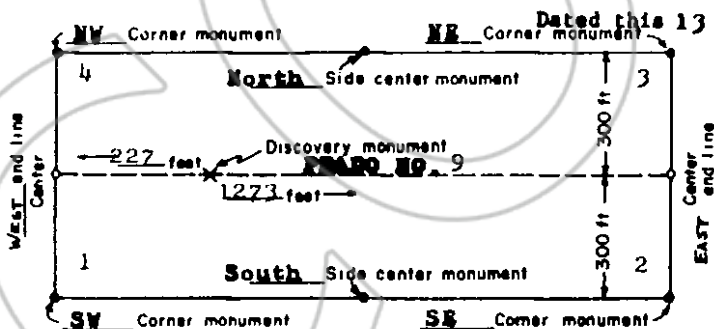 Dated this 13
NW Corner monument
NE Corner monument
4
North Side center monument
3
300 ft
WEST end line
Center
227 feet
Discovery monument
PRADO NO. 9
1273 feet
Center
EAST end line
300 ft
1
South Side center monument
2
SW Corner monument
SE Corner monument